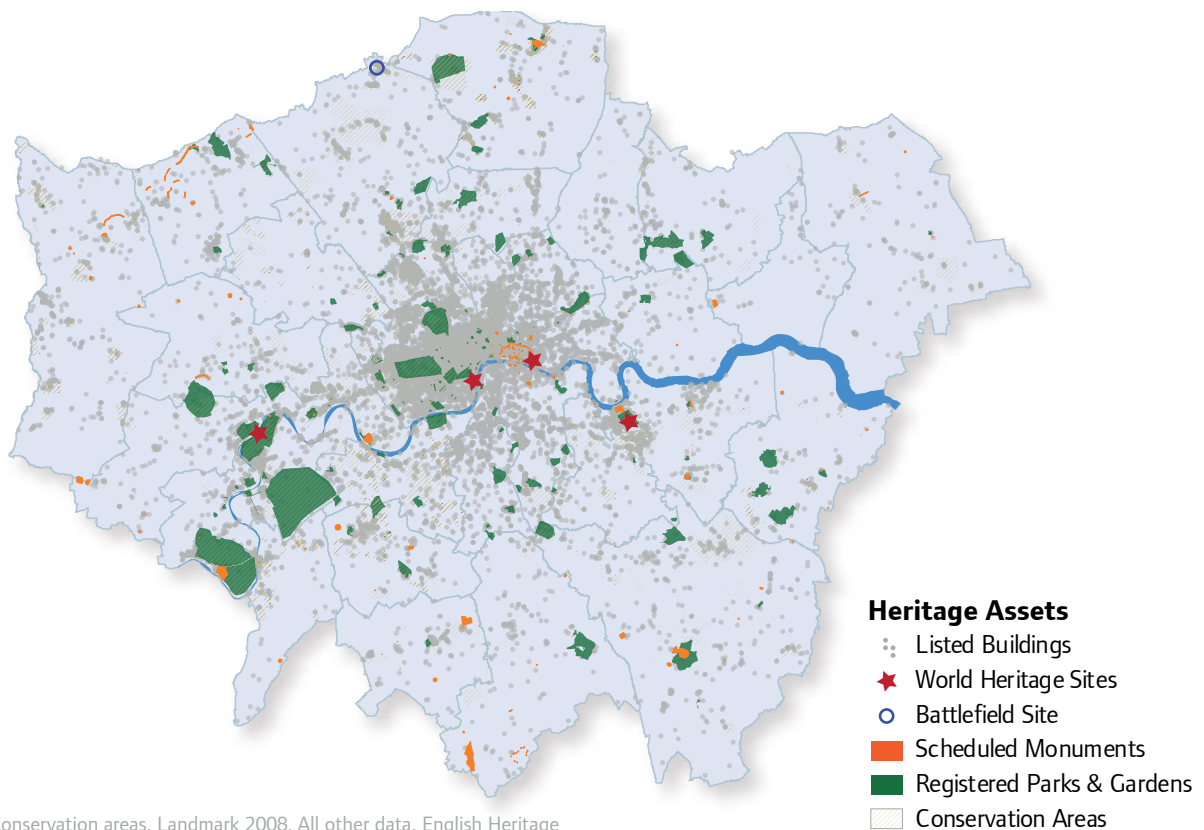 Heritage Assets
Listed Buildings
World Heritage Sites
Battlefield Site
Scheduled Monuments
Registered Parks & Gardens
Conservation Areas
onservation areas, Landmark 2008. All other data, English Heritage